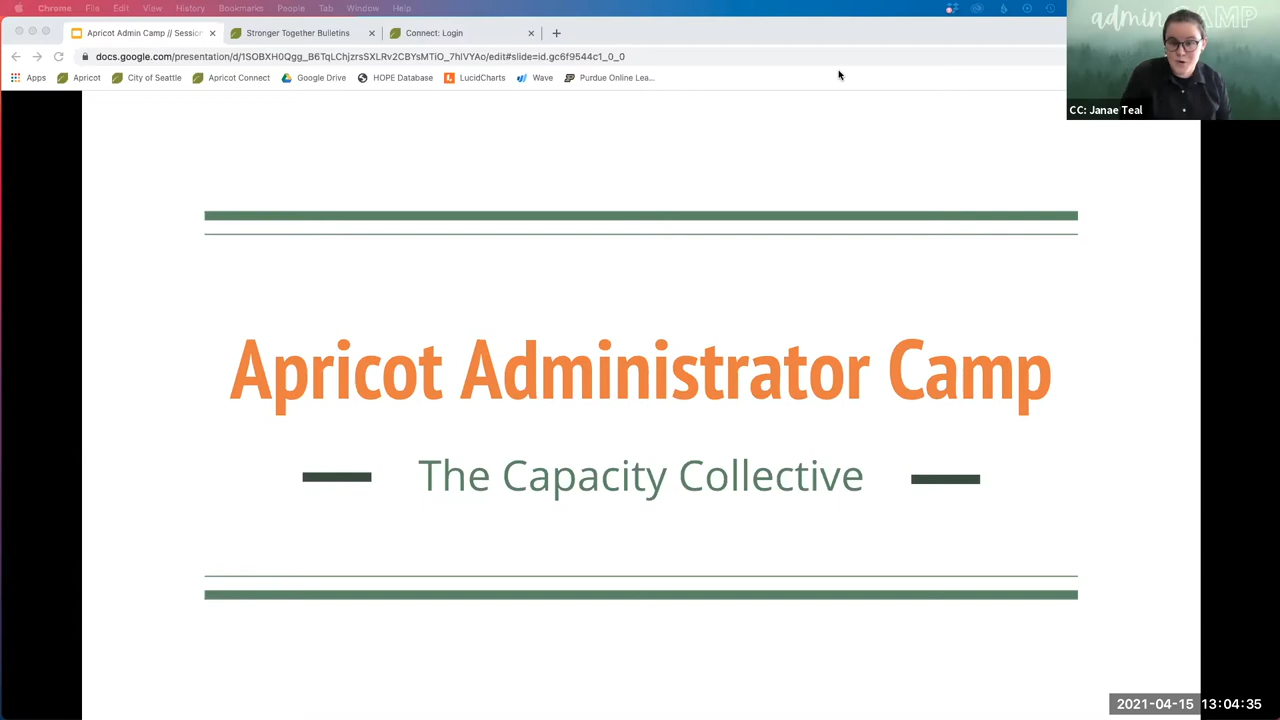 Chrome File Edit View History Bookmarks People Tab Window Help
Apricot Admin Camp // Session
Stronger Together Bulletins
Connect: Login
docs.google.com/presentation/d/1SOBXH0Qgg_B6TqLChjzrsSXLRv2CBYsMTiO_7hIVYAo/edit#slide=id.gc6f9544c1_0_0
Apps Apricot City of Seattle Apricot Connect Google Drive HOPE Database LucidCharts Wave Purdue Online Lea...
admin CAMP
CC: Janae Teal
Apricot Administrator Camp
The Capacity Collective
2021-04-15 13:04:35